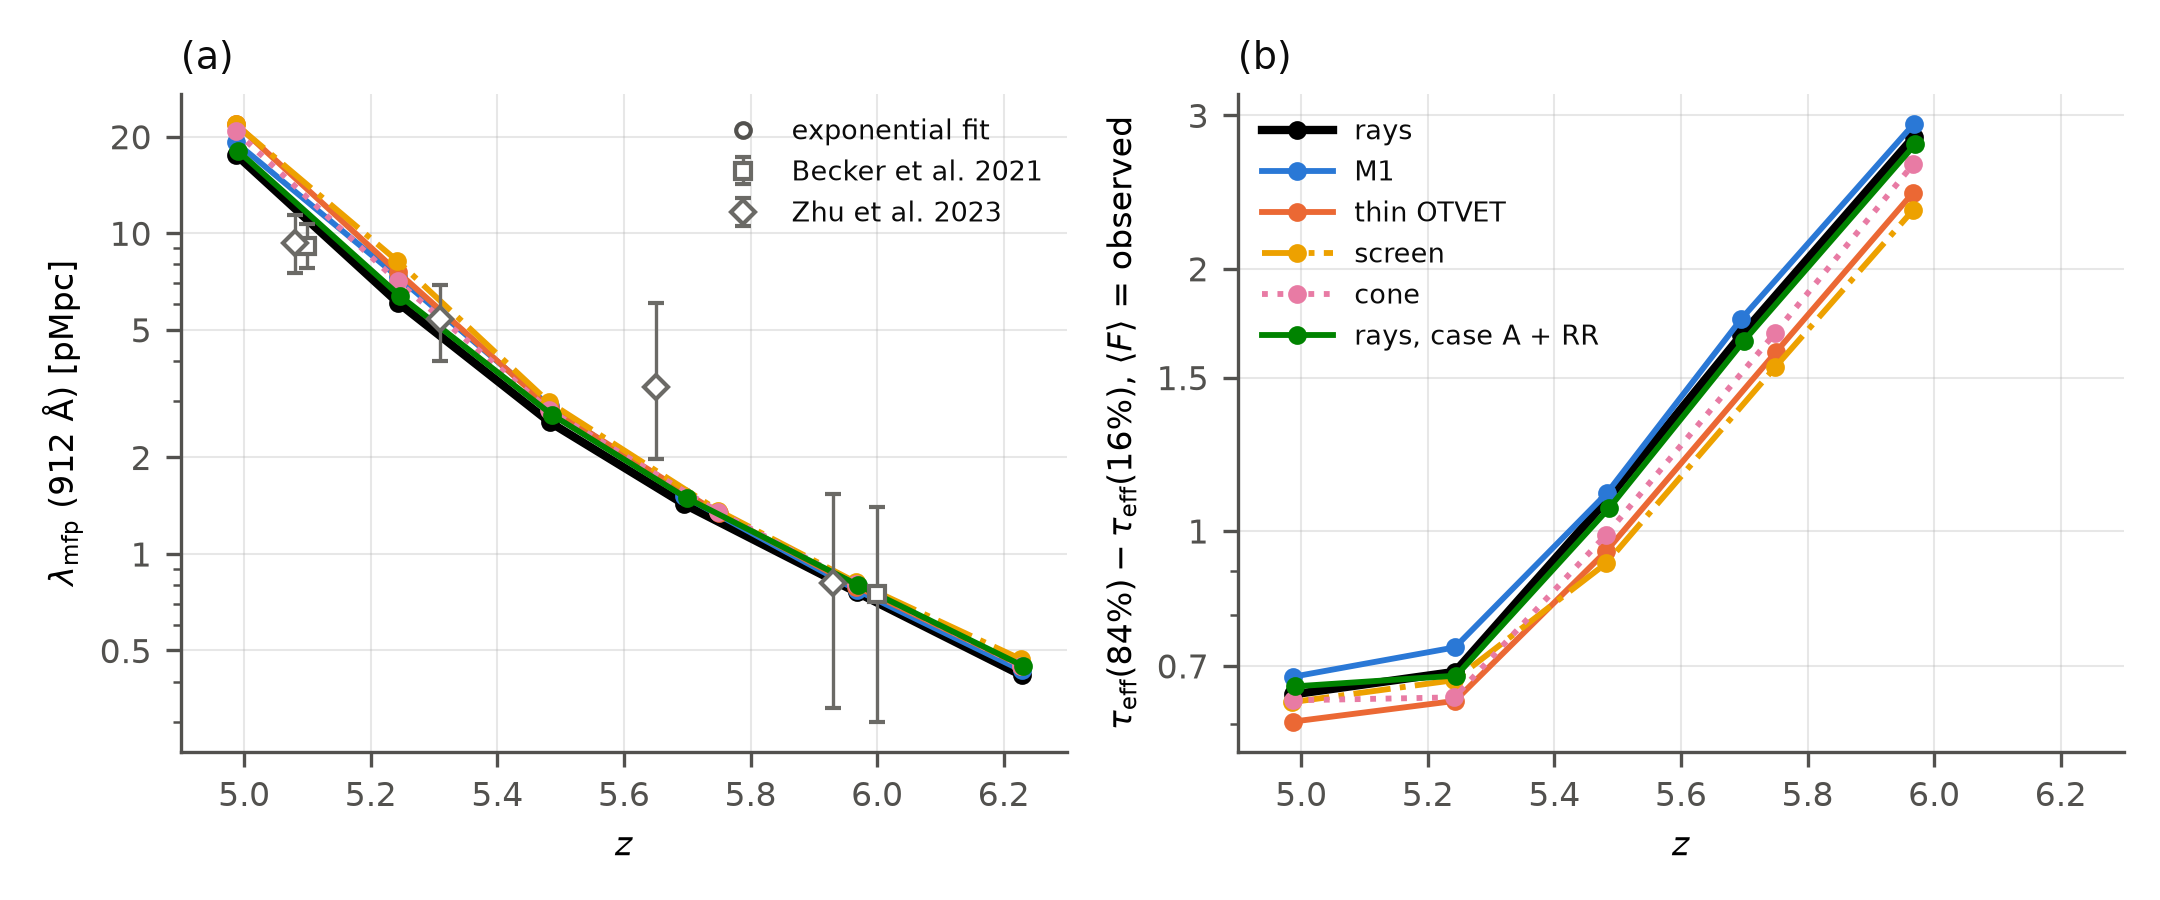 (a)
λmfp (912 Å) [pMpc]
20
10
5
2
1
0.5
exponential fit
Becker et al. 2021
Zhu et al. 2023
5.0 5.2 5.4 5.6 5.8 6.0 6.2
z
(b)
τeff(84%) − τeff(16%), ⟨F⟩ = observed
3
2
1.5
1
0.7
rays
M1
thin OTVET
screen
cone
rays, case A + RR
5.0 5.2 5.4 5.6 5.8 6.0 6.2
z